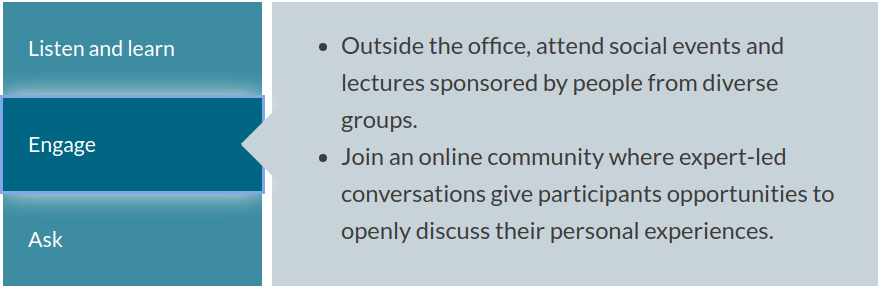 Listen and learn
Engage
Ask
• Outside the office, attend social events and
lectures sponsored by people from diverse
groups.
• Join an online community where expert-led
conversations give participants opportunities to
openly discuss their personal experiences.